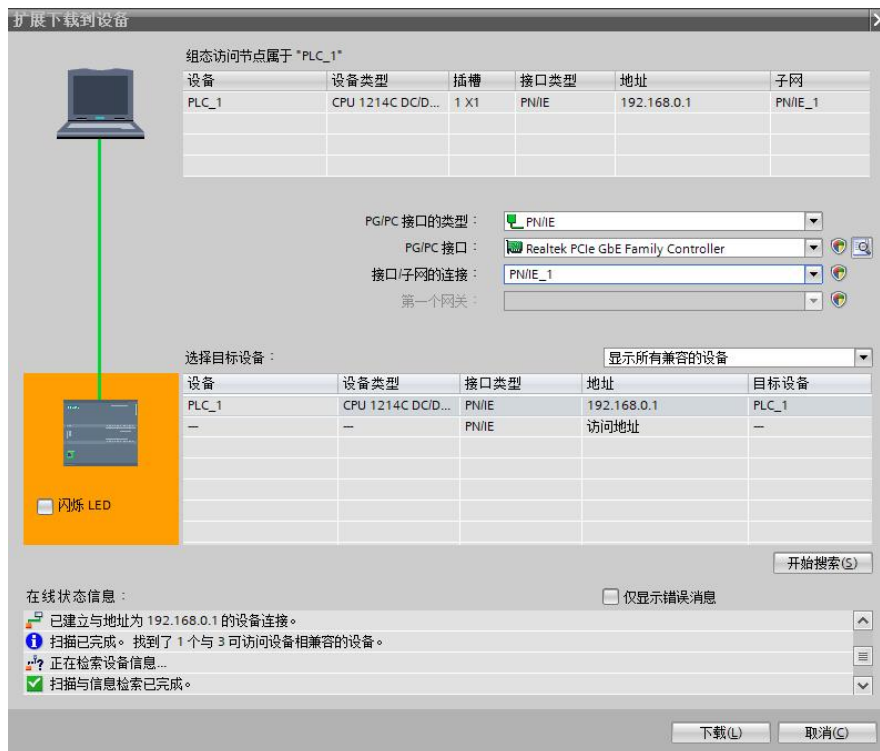 扩展下载到设备
组态访问节点属于 "PLC_1"
设备 设备类型 插槽 接口类型 地址 子网
PLC_1 CPU 1214C DC/D... 1 X1 PN/IE 192.168.0.1 PN/IE_1
PG/PC 接口的类型： PN/IE
PG/PC 接口： Realtek PCIe GbE Family Controller
接口/子网的连接： PN/IE_1
第一个网关：
选择目标设备： 显示所有兼容的设备
设备 设备类型 接口类型 地址 目标设备
PLC_1 CPU 1214C DC/D... PN/IE 192.168.0.1 PLC_1
— — PN/IE 访问地址 —
闪烁 LED
开始搜索(S)
在线状态信息： 仅显示错误消息
已建立与地址为 192.168.0.1 的设备连接。
扫描已完成。找到了 1 个与 3 可访问设备相兼容的设备。
正在检索设备信息...
扫描与信息检索已完成。
下载(L) 取消(C)